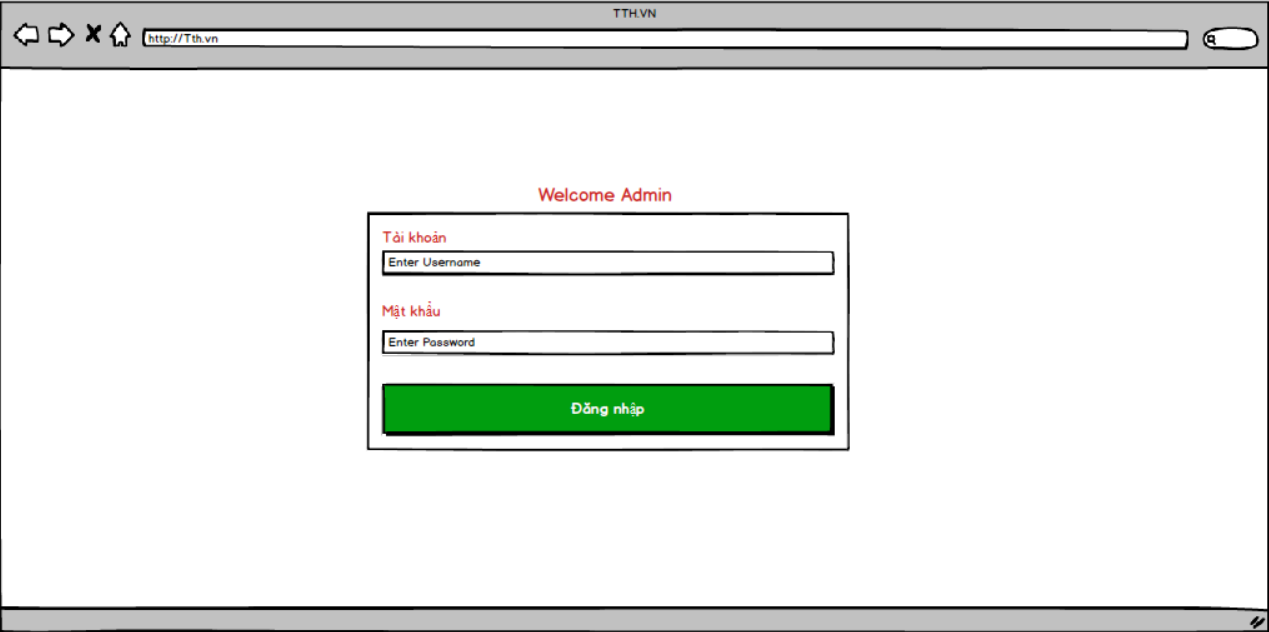 TTH.VN
http://Tth.vn
Welcome Admin
Tài khoản
Enter Username
Mật khẩu
Enter Password
Đăng nhập